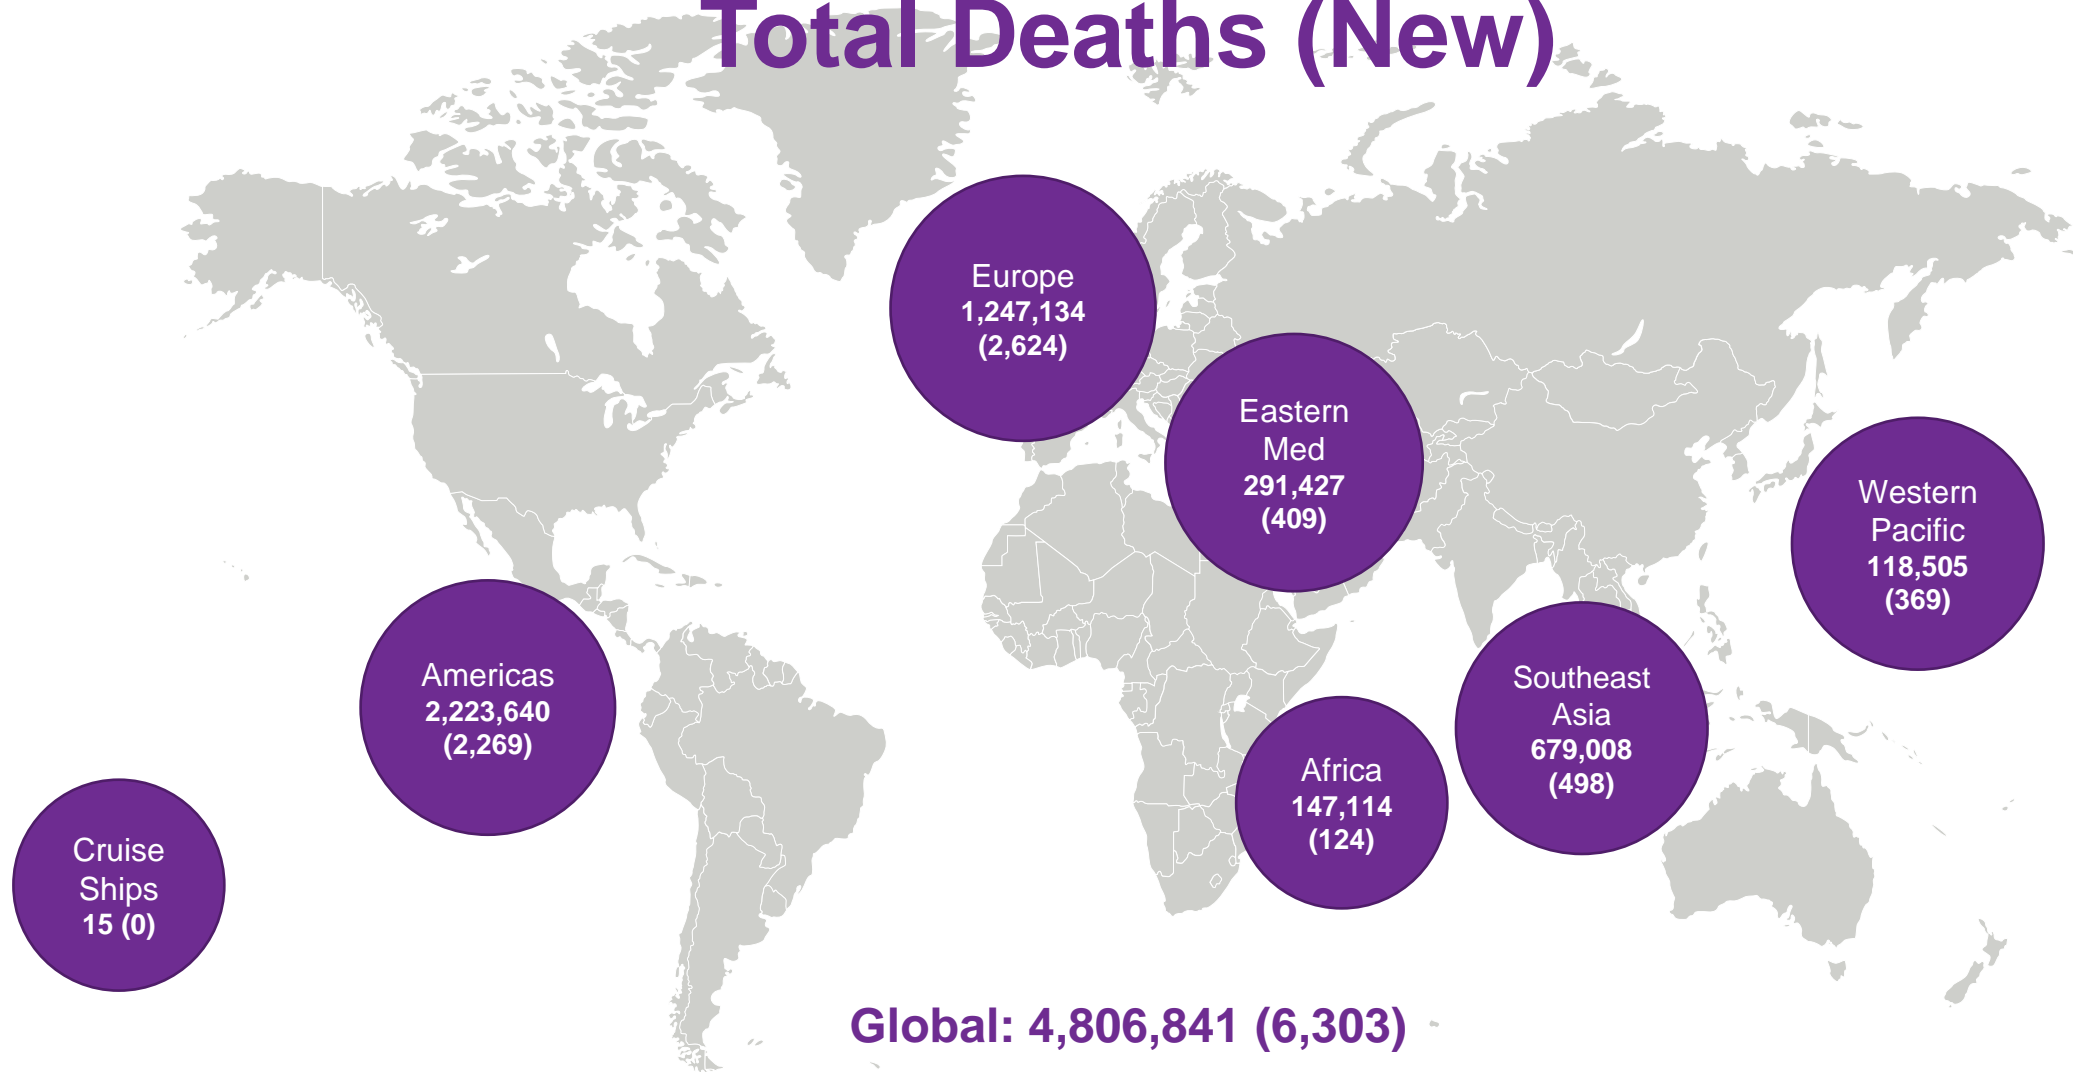 Total Deaths (New)
Europe
1,247,134
(2,624)
Eastern
Med
291,427
(409)
Western
Pacific
118,505
(369)
Americas
2,223,640
(2,269)
Southeast
Asia
679,008
(498)
Africa
147,114
(124)
Cruise
Ships
15 (0)
Global: 4,806,841 (6,303)